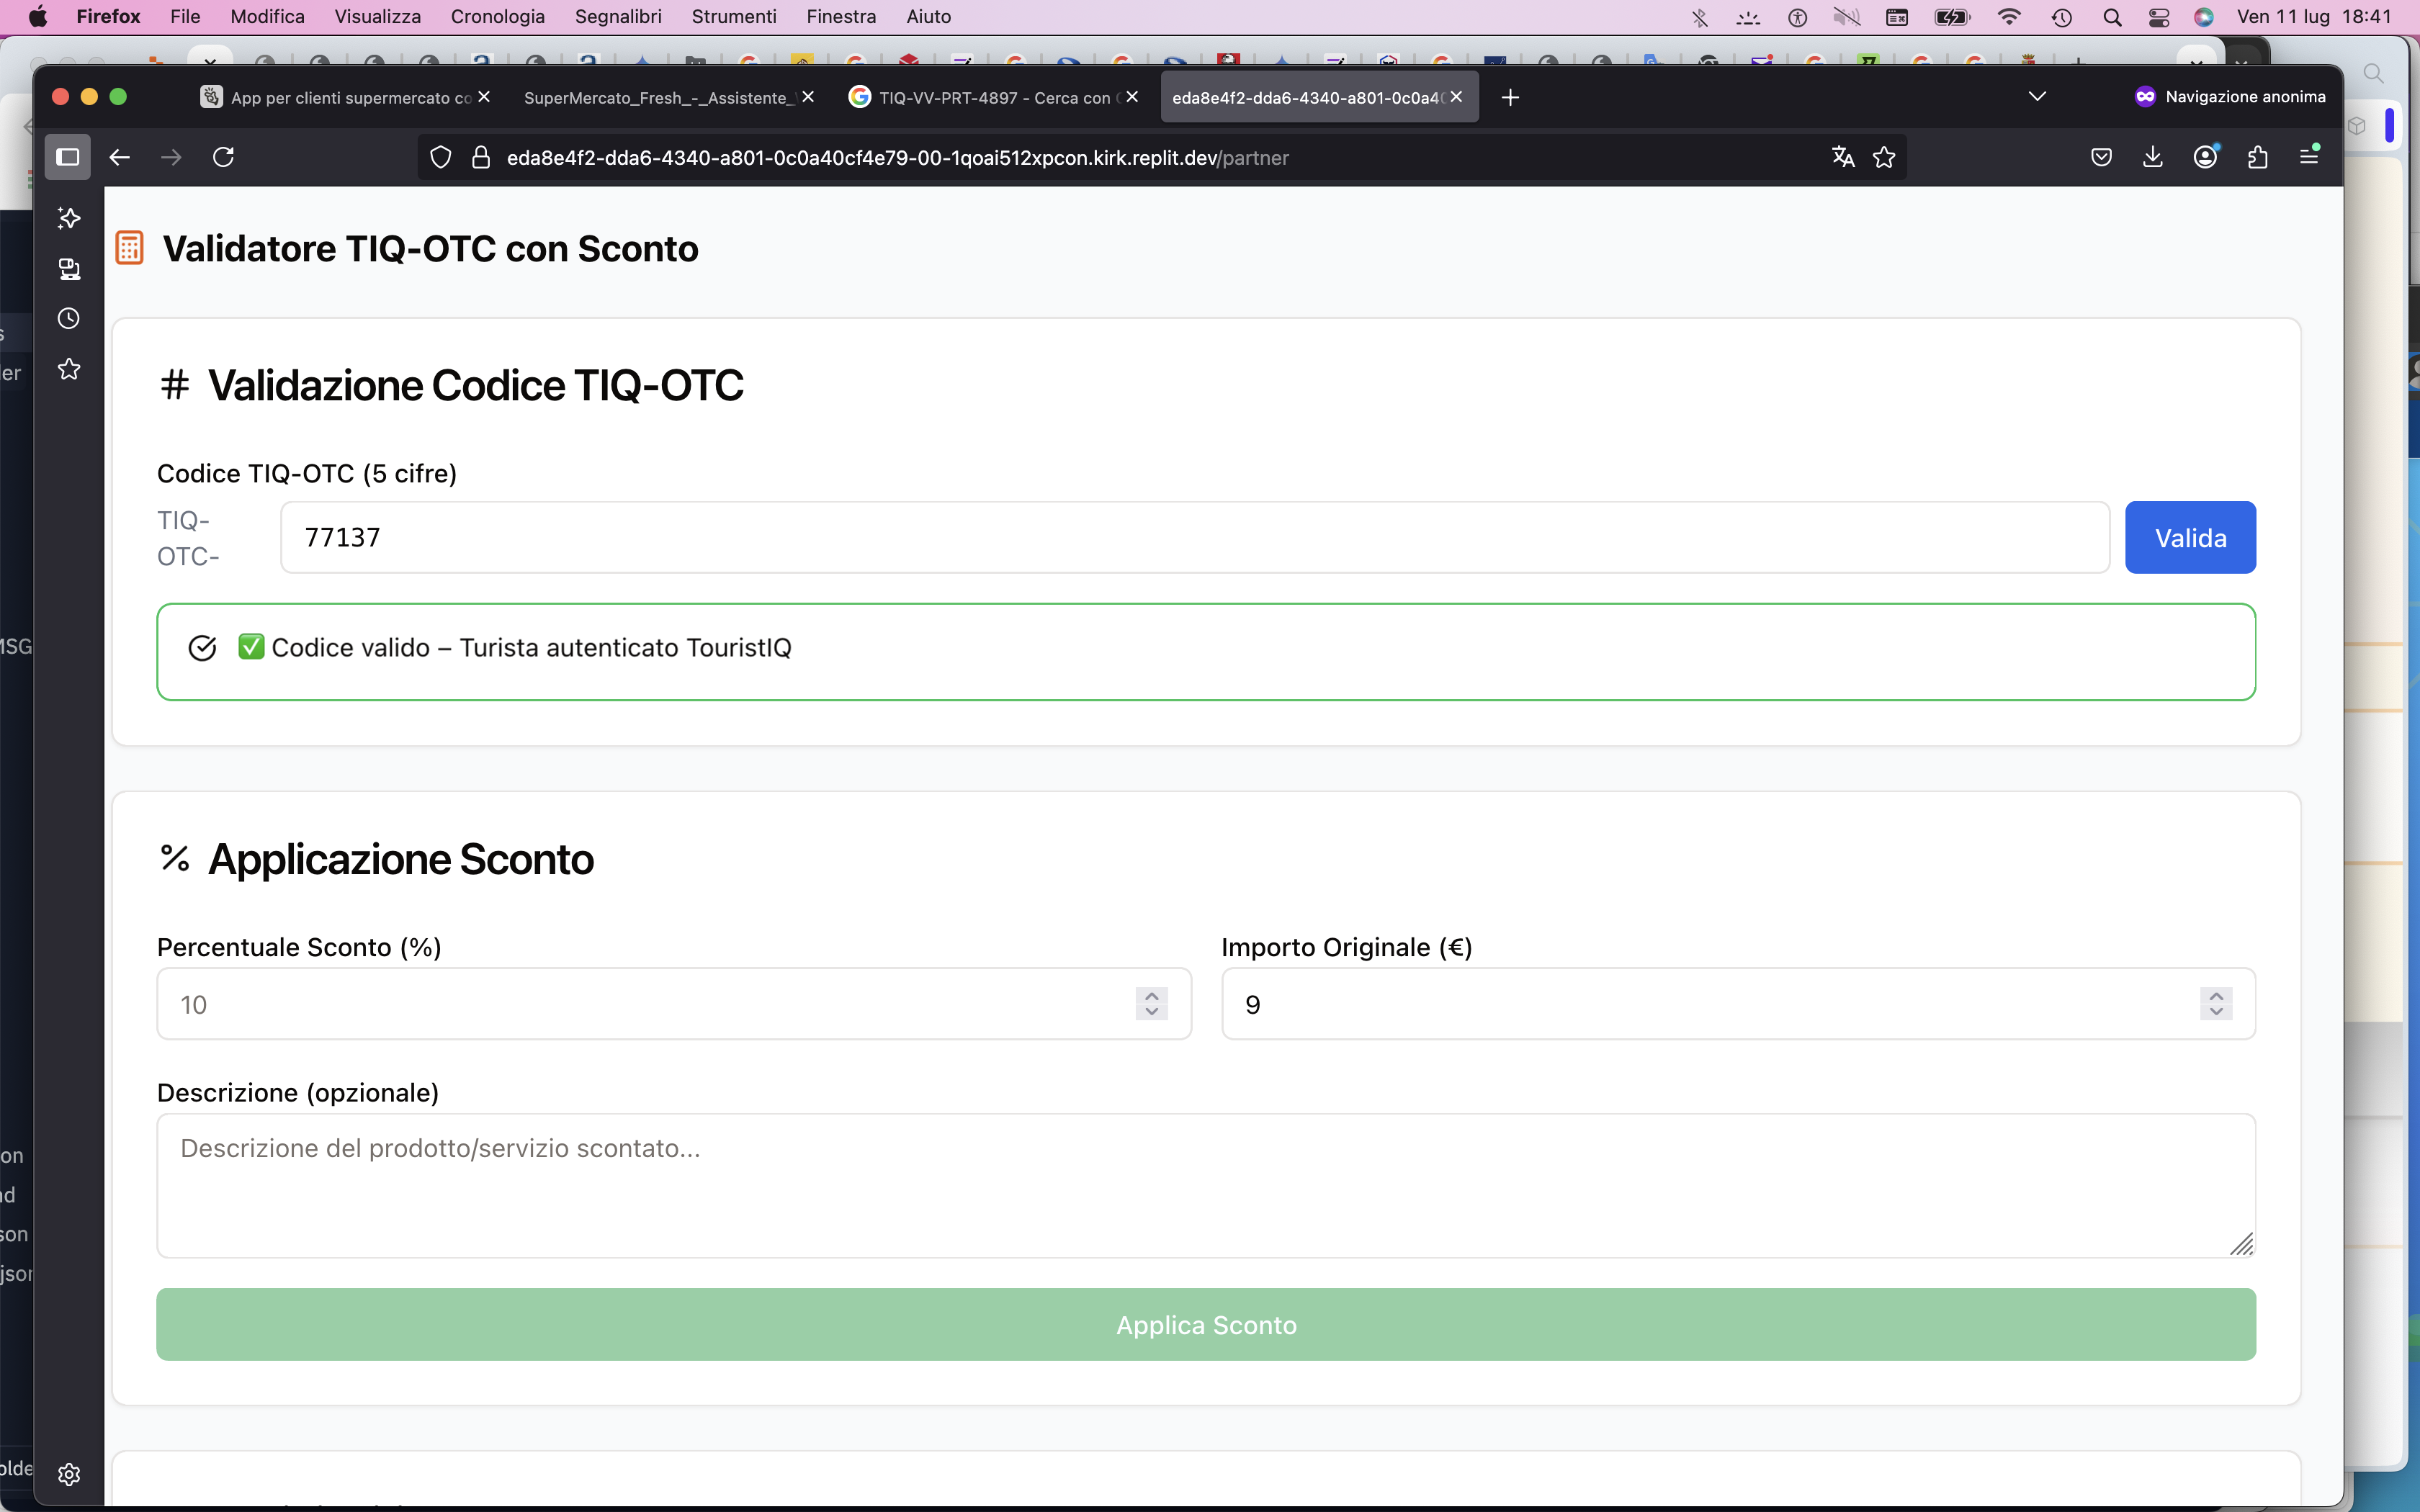 Firefox File Modifica Visualizza Cronologia Segnalibri Strumenti Finestra Aiuto Ven 11 lug 18:41
App per clienti supermercato co SuperMercato_Fresh_-_Assistente_ TIQ-VV-PRT-4897 - Cerca con eda8e4f2-dda6-4340-a801-0c0a40 Navigazione anonima
eda8e4f2-dda6-4340-a801-0c0a40cf4e79-00-1qoai512xpcon.kirk.replit.dev/partner
Validatore TIQ-OTC con Sconto
# Validazione Codice TIQ-OTC
Codice TIQ-OTC (5 cifre)
TIQ-
OTC-
77137
Valida
✅ Codice valido – Turista autenticato TouristIQ
% Applicazione Sconto
Percentuale Sconto (%) Importo Originale (€)
10 9
Descrizione (opzionale)
Descrizione del prodotto/servizio scontato...
Applica Sconto